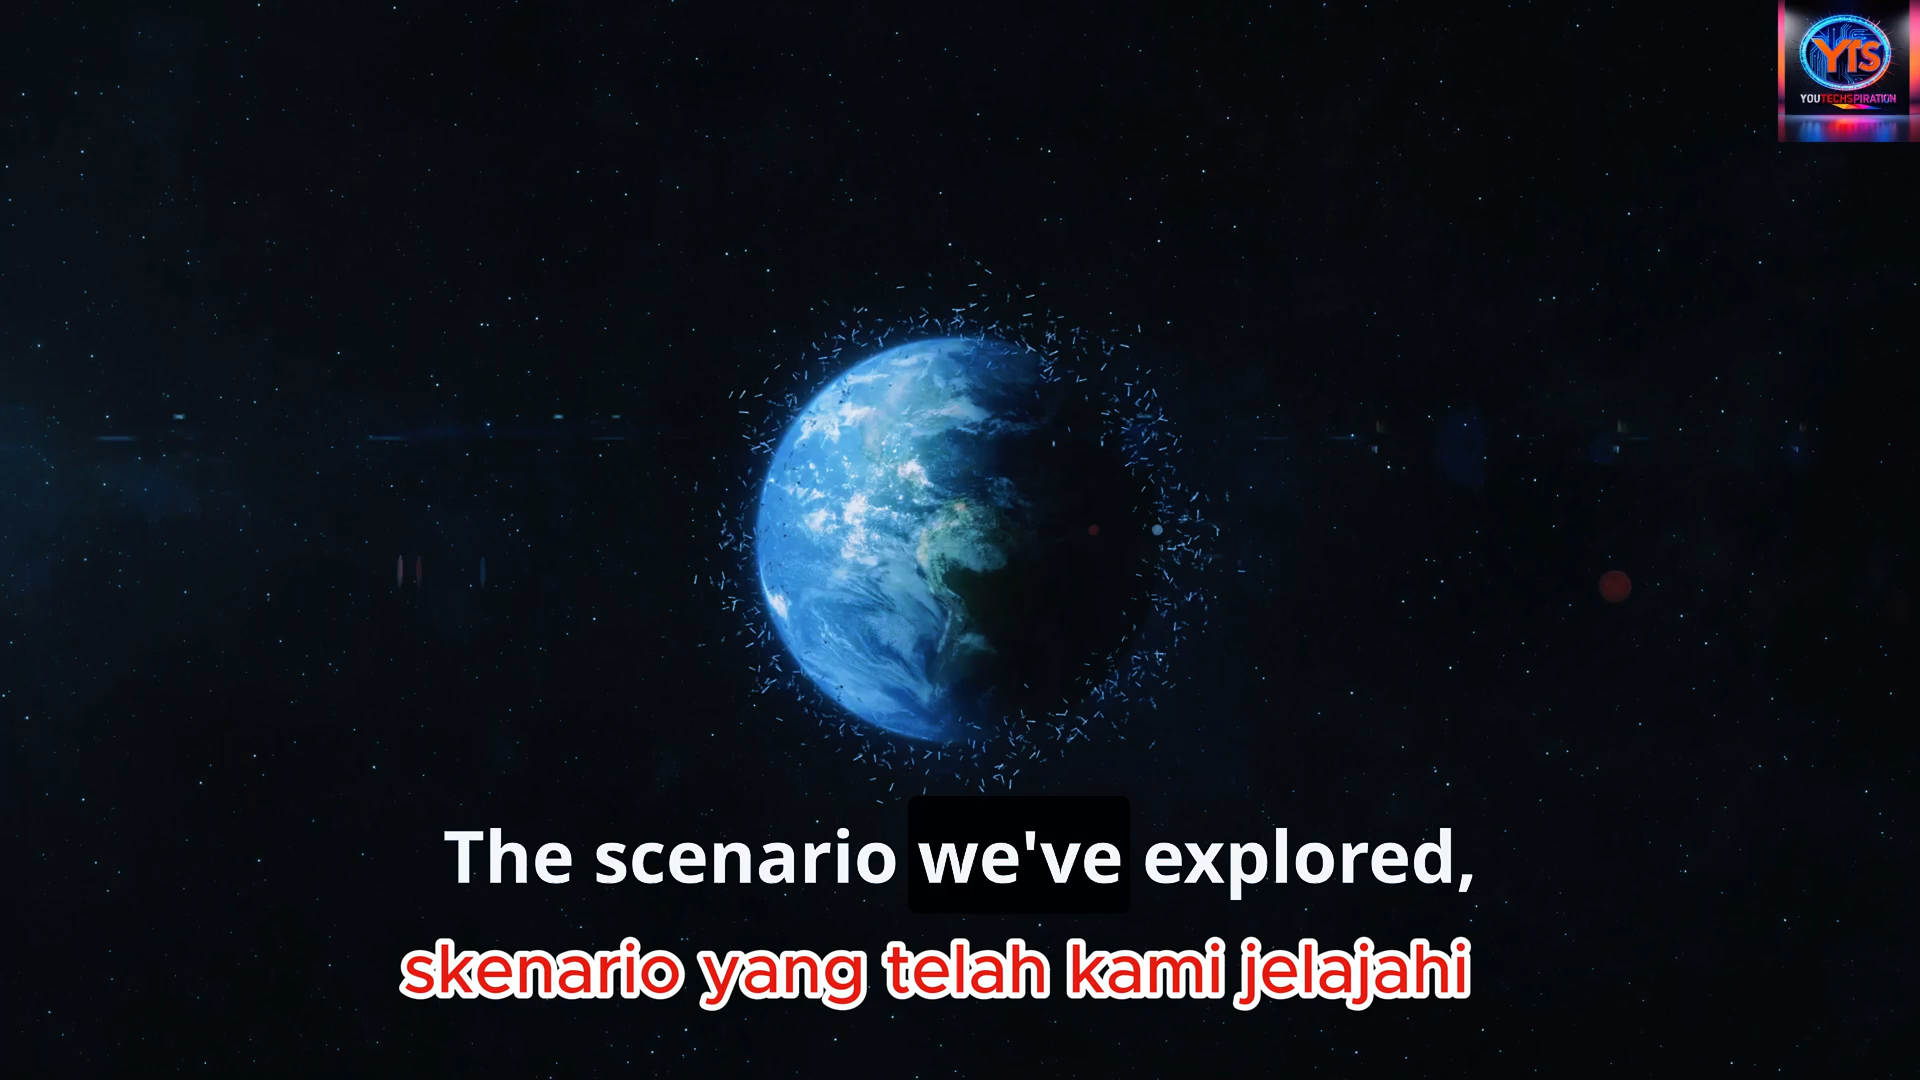 YTS
YOUTECHSPIRATION
The scenario we've explored,
skenario yang telah kami jelajahi